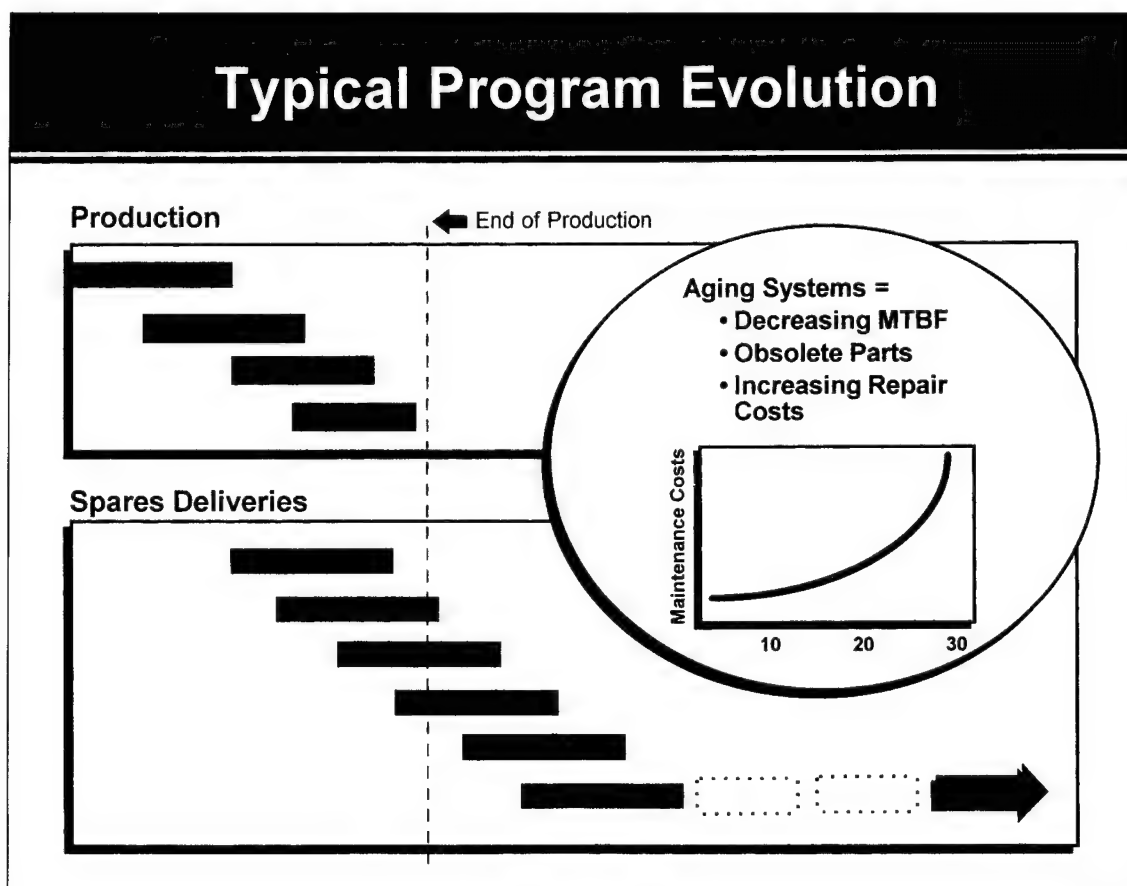 Typical Program Evolution
Production
End of Production
Aging Systems =
• Decreasing MTBF
• Obsolete Parts
• Increasing Repair
Costs
Maintenance Costs
10 20 30
Spares Deliveries